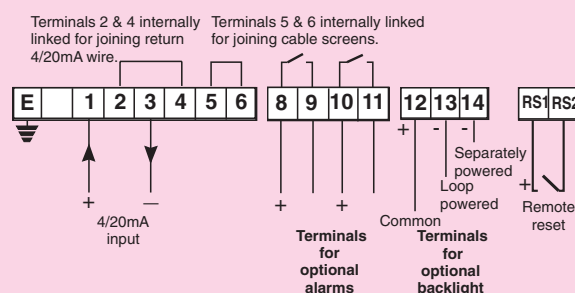 Terminals 2 & 4 internally
linked for joining return
4/20mA wire.
Terminals 5 & 6 internally linked
for joining cable screens.
E 1 2 3 4 5 6 8 9 10 11 12 13 14 RS1 RS2
+ - -
Separately
powered
Loop
powered
+ — + + +
4/20mA
input
Common
Remote
reset
Terminals
for
optional
alarms
Terminals
for
optional
backlight